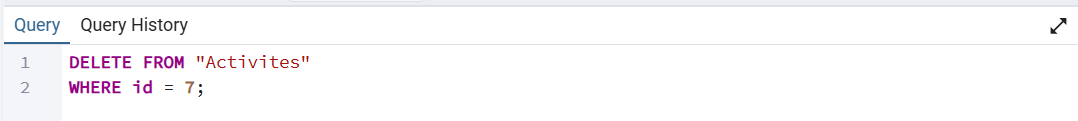 Query Query History
1 DELETE FROM "Activites"
2 WHERE id = 7;